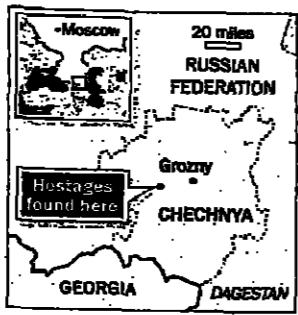 Moscow
20 miles
RUSSIAN
FEDERATION
Grozny
Hostages
found here
CHECHNYA
GEORGIA
DAGESTAN